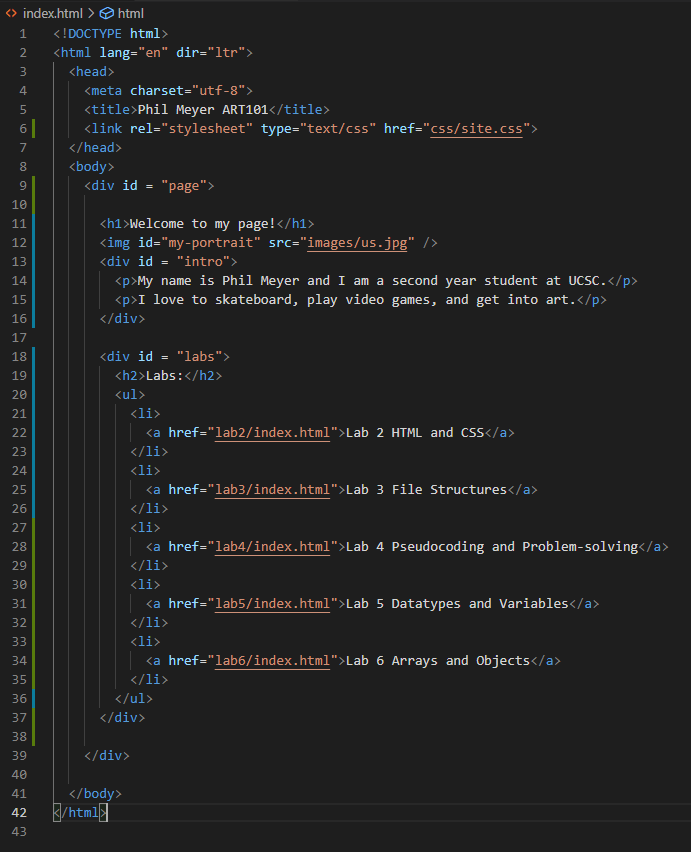 index.html > html
1 <!DOCTYPE html>
2 <html lang="en" dir="ltr">
3   <head>
4     <meta charset="utf-8">
5     <title>Phil Meyer ART101</title>
6     <link rel="stylesheet" type="text/css" href="css/site.css">
7   </head>
8   <body>
9     <div id = "page">
10
11       <h1>Welcome to my page!</h1>
12       <img id="my-portrait" src="images/us.jpg" />
13       <div id = "intro">
14         <p>My name is Phil Meyer and I am a second year student at UCSC.</p>
15         <p>I love to skateboard, play video games, and get into art.</p>
16       </div>
17
18       <div id = "labs">
19         <h2>Labs:</h2>
20         <ul>
21           <li>
22             <a href="lab2/index.html">Lab 2 HTML and CSS</a>
23           </li>
24           <li>
25             <a href="lab3/index.html">Lab 3 File Structures</a>
26           </li>
27           <li>
28             <a href="lab4/index.html">Lab 4 Pseudocoding and Problem-solving</a>
29           </li>
30           <li>
31             <a href="lab5/index.html">Lab 5 Datatypes and Variables</a>
32           </li>
33           <li>
34             <a href="lab6/index.html">Lab 6 Arrays and Objects</a>
35           </li>
36         </ul>
37       </div>
38
39     </div>
40
41   </body>
42 </html>
43